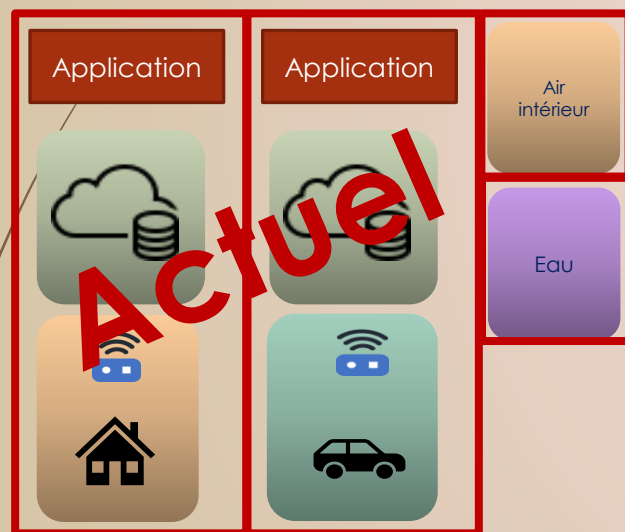 Application
Application
Air
intérieur
Eau
Actuel